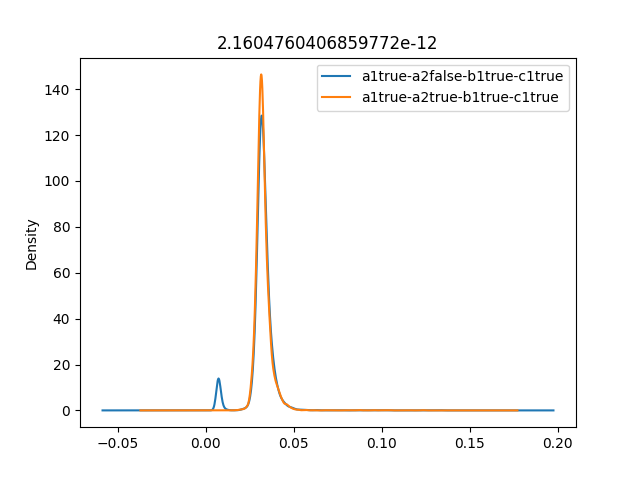 2.1604760406859772e-12
a1true-a2false-b1true-c1true
a1true-a2true-b1true-c1true
Density
140
120
100
80
60
40
20
0
−0.05 0.00 0.05 0.10 0.15 0.20